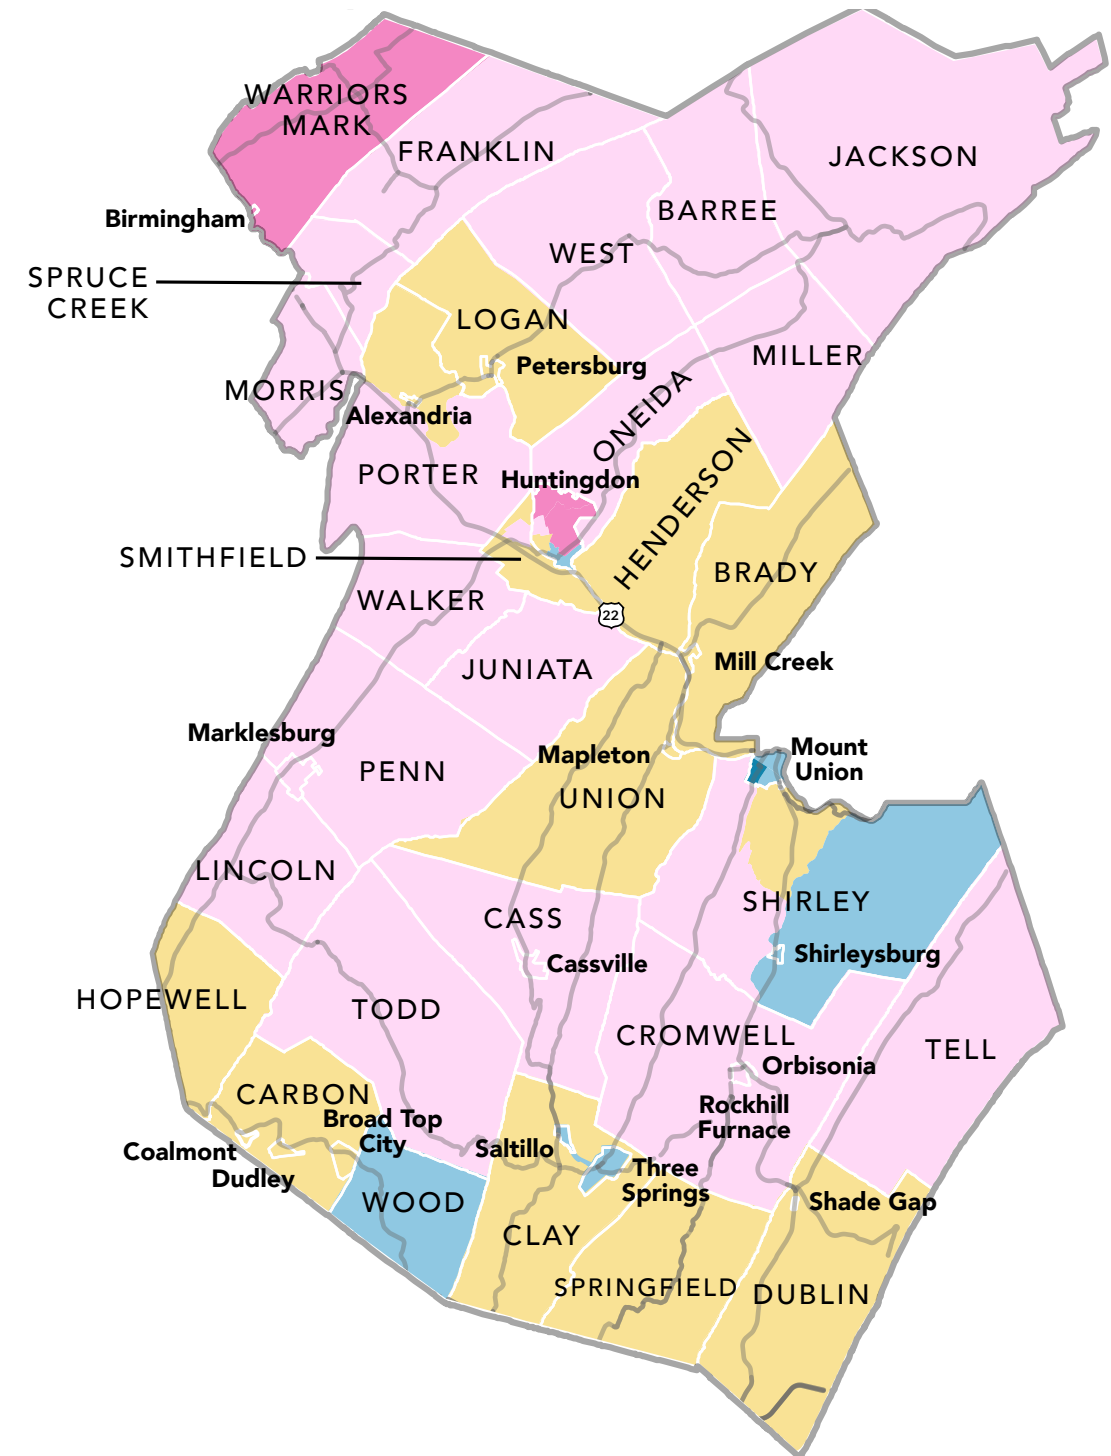 WARRIORS
MARK
FRANKLIN
JACKSON
BARREE
Birmingham
WEST
SPRUCE
CREEK
LOGAN
MILLER
Petersburg
MORRIS
ONEIDA
Alexandria
PORTER
Huntingdon
HENDERSON
SMITHFIELD
BRADY
WALKER
22
JUNIATA
Mill Creek
Marklesburg
Mapleton
Mount
Union
PENN
UNION
LINCOLN
SHIRLEY
CASS
Shirleysburg
Cassville
HOPEWELL
TODD
CROMWELL
TELL
Orbisonia
CARBON
Rockhill
Furnace
Broad Top
City
Coalmont
Saltillo
Dudley
Three
Springs
WOOD
Shade Gap
CLAY
SPRINGFIELD
DUBLIN